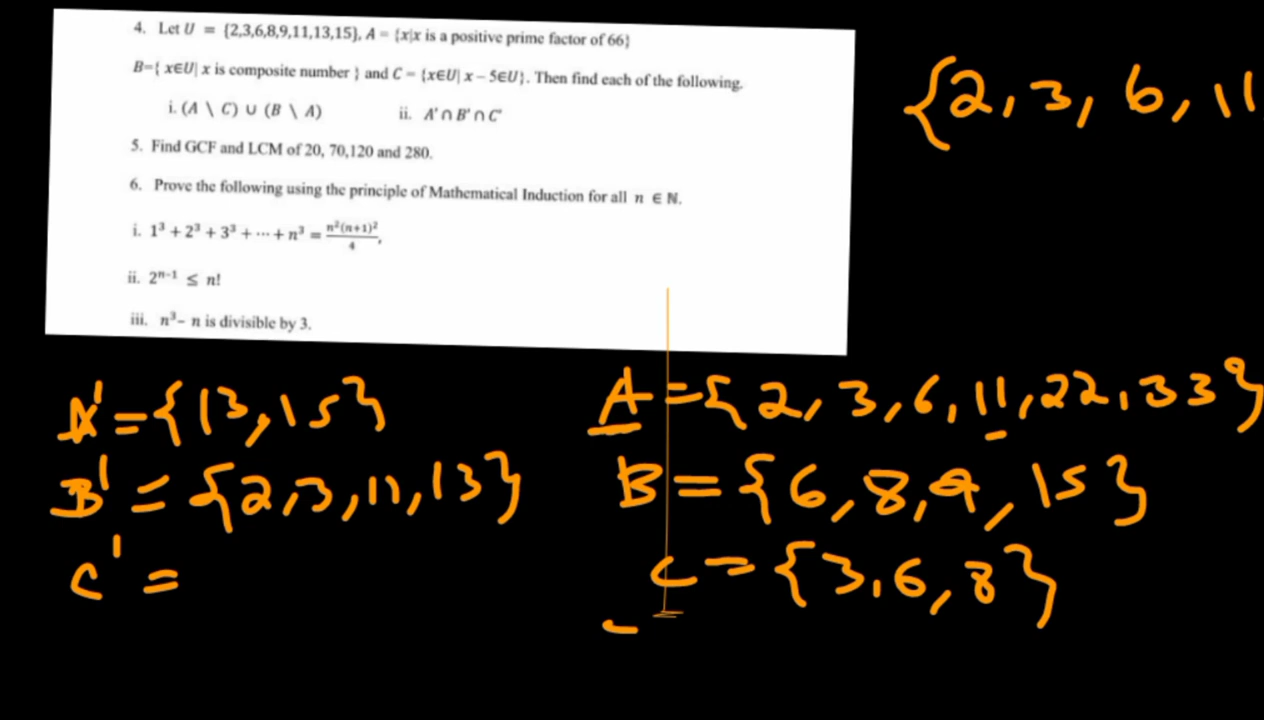 4. Let U = {2,3,6,8,9,11,13,15}, A = {x|x is a positive prime factor of 66}
B={ x∈U| x is composite number } and C = {x∈U| x – 5∈U}. Then find each of the following.
i. (A \ C) ∪ (B \ A) ii. A' ∩ B' ∩ C'
5. Find GCF and LCM of 20, 70,120 and 280.
6. Prove the following using the principle of Mathematical Induction for all n ∈ ℕ.
i. 1³ + 2³ + 3³ + ⋯ + n³ = n²(n+1)²/4,
ii. 2ⁿ⁻¹ ≤ n!
iii. n³– n is divisible by 3.
{2,3,6,11
A' = {13,15}
B' = {2,3,11,13}
C' =
A = {2,3,6,11,22,33}
B = {6,8,9,15}
C = {3,6,8}